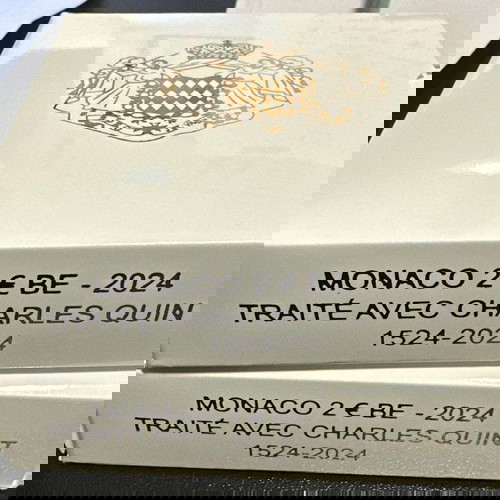 MONACO 2 € BE - 2024
TRAITÉ AVEC CHARLES QUIN
1524-2024
MONACO 2 € BE - 2024
TRAITÉ AVEC CHARLES QUINT
1524-2024